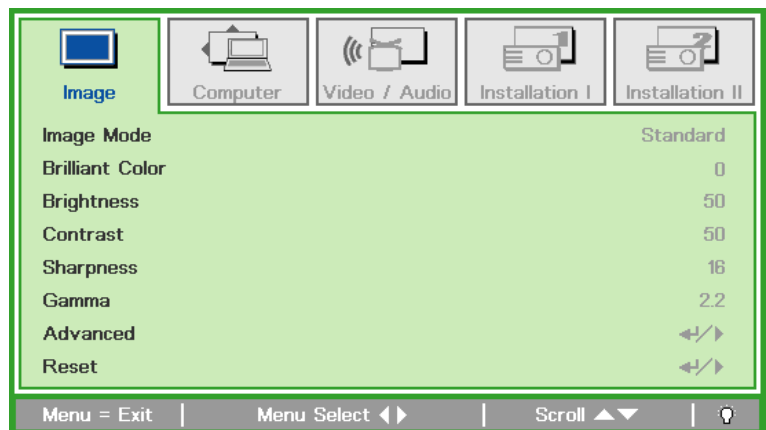 Image Computer Video / Audio Installation I Installation II
Image Mode Standard
Brilliant Color 0
Brightness 50
Contrast 50
Sharpness 16
Gamma 2.2
Advanced
Reset
Menu = Exit Menu Select Scroll